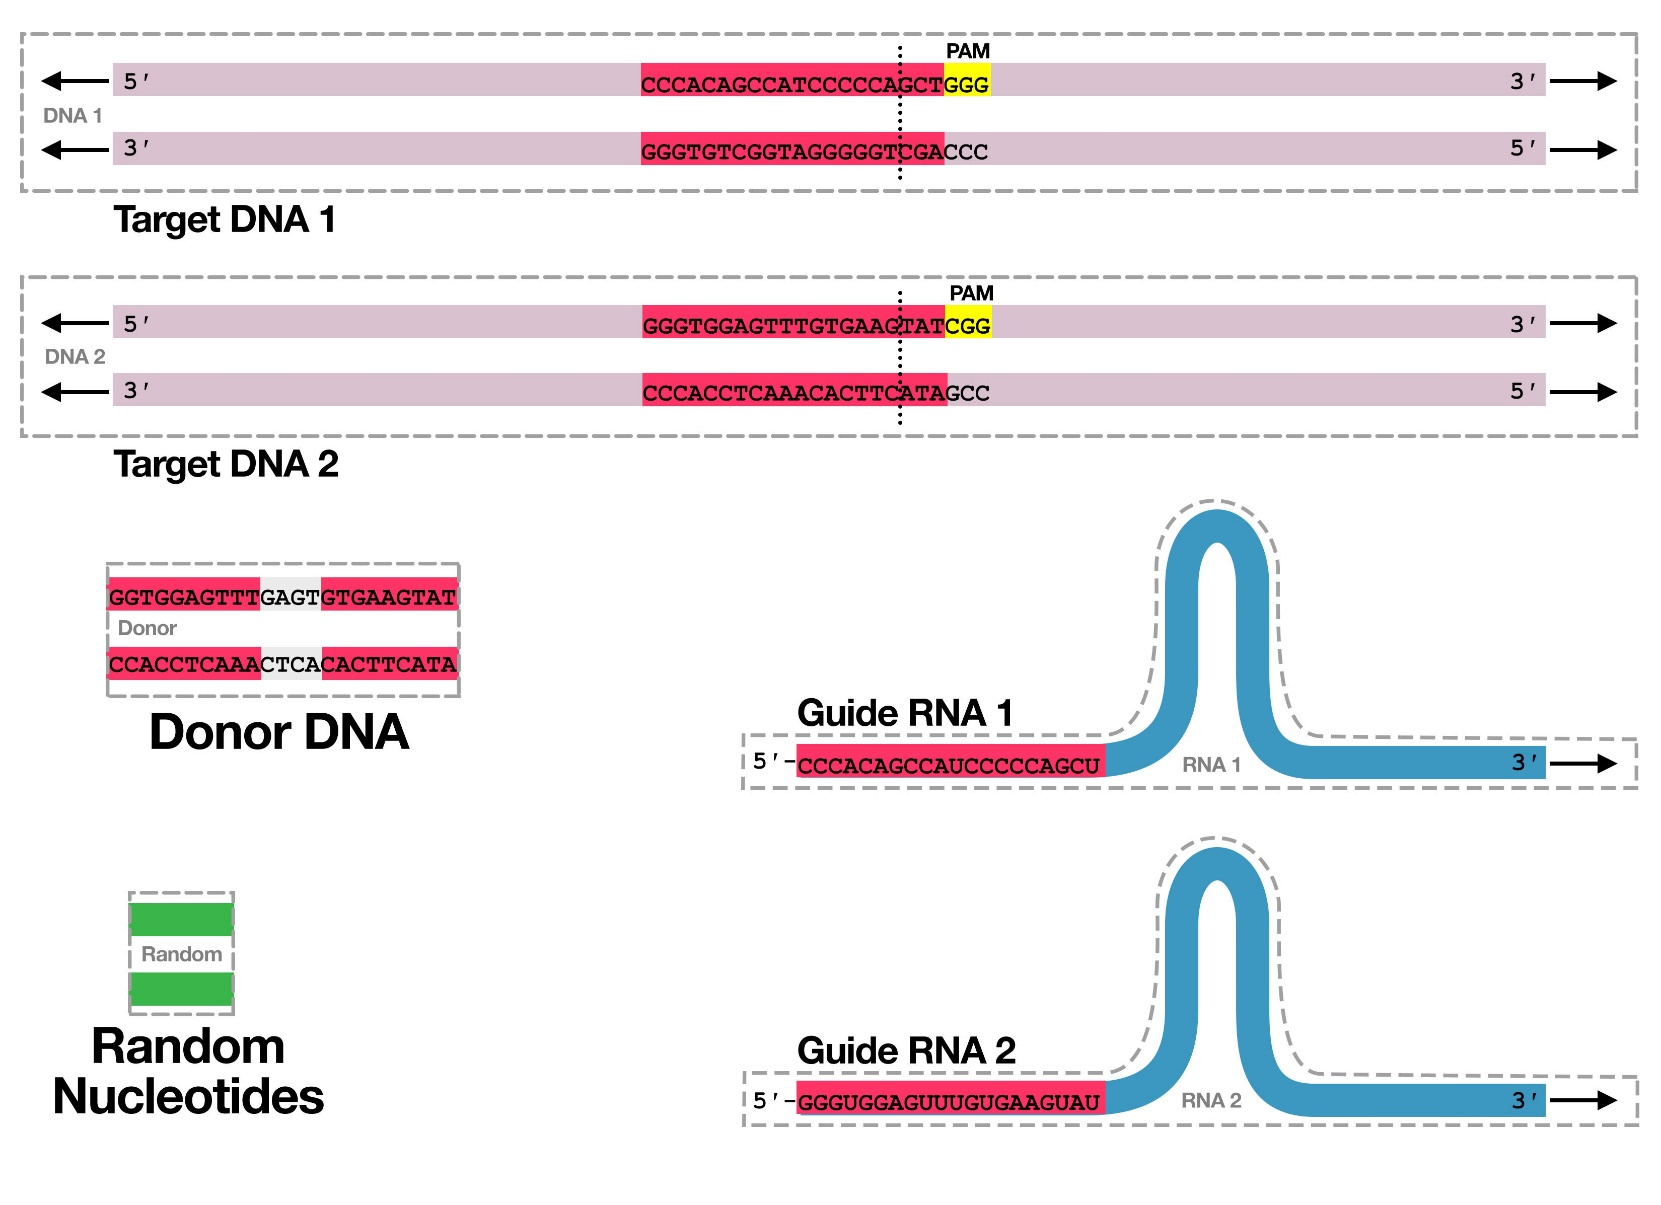 PAM
5′ CCCACAGCCATCCCCCAGCTGGG 3′
DNA 1
3′ GGGTGTCGGTAGGGGGTCGACCC 5′
Target DNA 1
PAM
5′ GGGTGGAGTTTGTGAAGTATCGG 3′
DNA 2
3′ CCCACCTCAAACACTTCATAGCC 5′
Target DNA 2
GGTGGAGTTTGAGTGTGAAGTAT
Donor
CCACCTCAAACTCACACTTCATA
Donor DNA
Guide RNA 1
5′-CCCACAGCCAUCCCCCAGCU 3′
RNA 1
Random
Random
Nucleotides
Guide RNA 2
5′-GGGUGGAGUUUGUGAAGUAU 3′
RNA 2